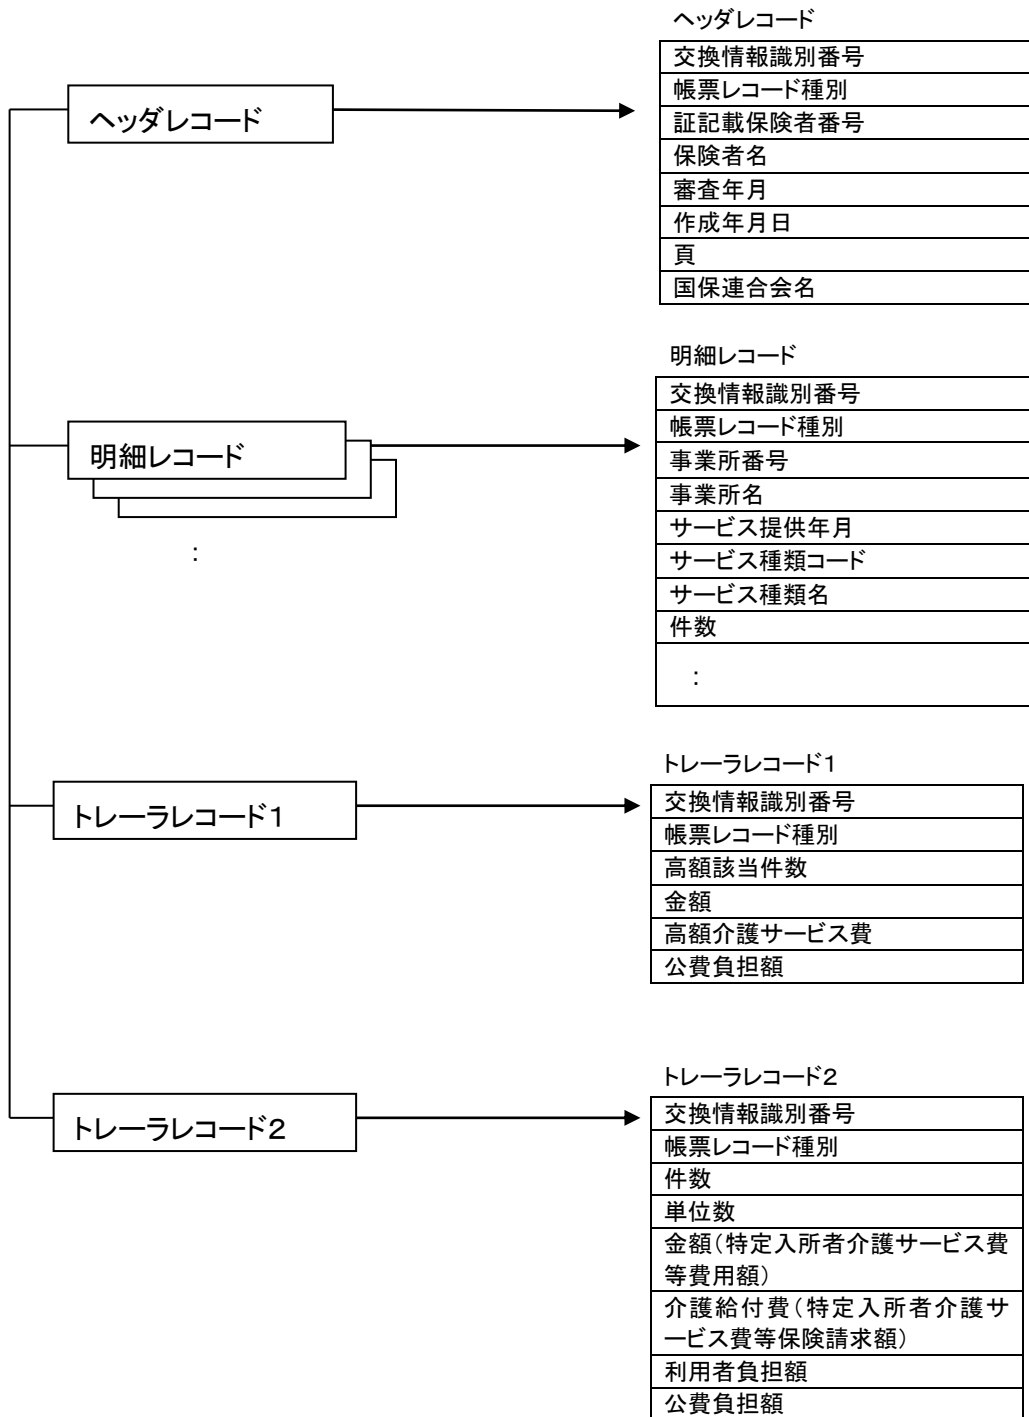 ヘッダレコード
ヘッダレコード
交換情報識別番号
帳票レコード種別
証記載保険者番号
保険者名
審査年月
作成年月日
頁
国保連合会名
明細レコード
:
明細レコード
交換情報識別番号
帳票レコード種別
事業所番号
事業所名
サービス提供年月
サービス種類コード
サービス種類名
件数
:
トレーラレコード1
トレーラレコード1
交換情報識別番号
帳票レコード種別
高額該当件数
金額
高額介護サービス費
公費負担額
トレーラレコード2
トレーラレコード2
交換情報識別番号
帳票レコード種別
件数
単位数
金額(特定入所者介護サービス費
等費用額)
介護給付費(特定入所者介護サ
ービス費等保険請求額)
利用者負担額
公費負担額